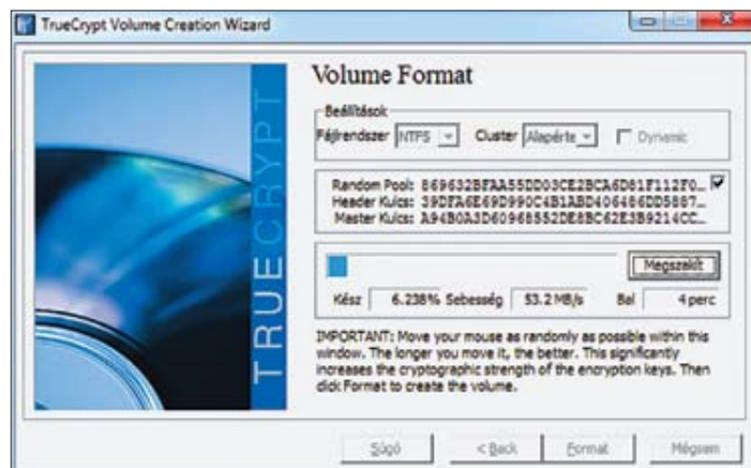 TrueCrypt Volume Creation Wizard
TRUECRYPT
Volume Format
Beállítások
Fájlrendszer NTFS Cluster Alapérte Dynamic
Random Pool: 869632BFAA55DD03CE2BCA6D81F112F0...
Header Kulcs: 39DFA6E69D990C4B1ABD406486DD5887...
Master Kulcs: A94B0A3D60968552DE8BC62E3B9214CC...
Megszakít
Kész 6.238% Sebesség 53.2 MB/s Bal 4 perc
IMPORTANT: Move your mouse as randomly as possible within this
window. The longer you move it, the better. This significantly
increases the cryptographic strength of the encryption keys. Then
click Format to create the volume.
Súgó < Back Format Mégsem